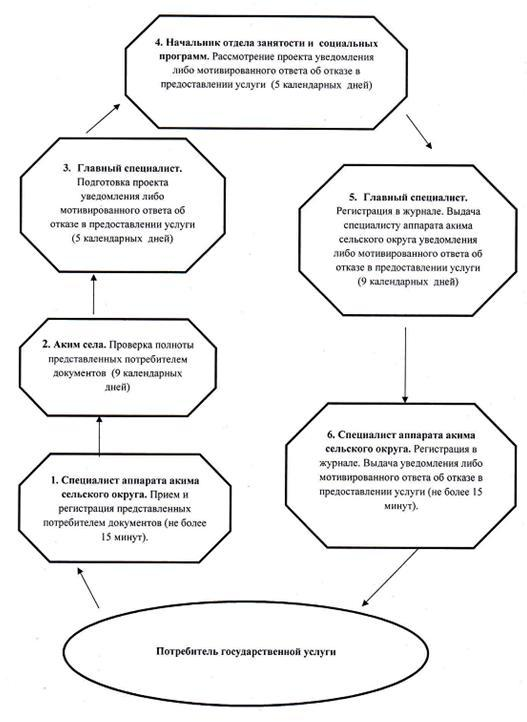 4. Начальник отдела занятости и социальных
программ. Рассмотрение проекта уведомления
либо мотивированного ответа об отказе в
предоставлении услуги (5 календарных дней)
3. Главный специалист.
Подготовка проекта
уведомления либо
мотивированного ответа об
отказе в предоставлении услуги
(5 календарных дней)
5. Главный специалист.
Регистрация в журнале. Выдача
специалисту аппарата акима
сельского округа уведомления
либо мотивированного ответа об
отказе в предоставлении услуги
(9 календарных дней)
2. Аким села. Проверка полноты
представленных потребителем
документов (9 календарных
дней)
6. Специалист аппарата акима
сельского округа. Регистрация в
журнале. Выдача уведомления либо
мотивированного ответа об отказе в
предоставлении услуги (не более 15
минут).
1. Специалист аппарата акима
сельского округа. Прием и
регистрация представленных
потребителем документов (не более
15 минут).
Потребитель государственной услуги